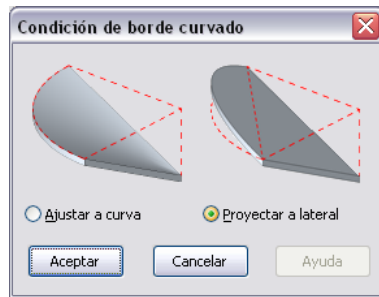 Condición de borde curvado
Ajustar a curva
Proyectar a lateral
Aceptar
Cancelar
Ayuda